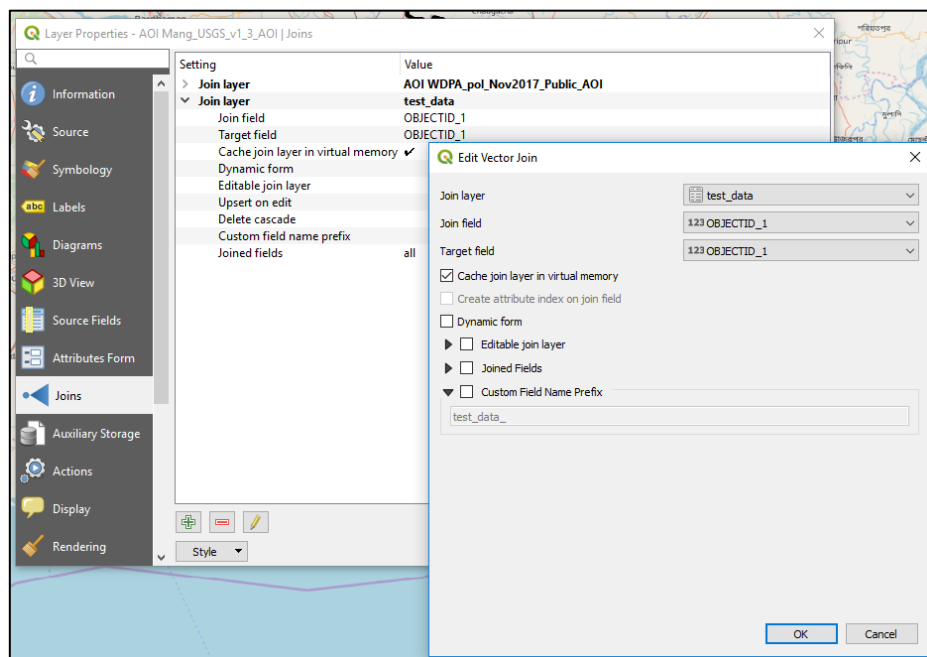 Layer Properties - AOI Mang_USGS_v1_3_AOI | Joins
Information
Source
Symbology
abc Labels
Diagrams
3D View
Source Fields
Attributes Form
Joins
Auxiliary Storage
Actions
Display
Rendering
Setting Value
Join layer AOI WDPA_pol_Nov2017_Public_AOI
Join layer test_data
Join field OBJECTID_1
Target field OBJECTID_1
Cache join layer in virtual memory ✔
Dynamic form
Editable join layer
Upsert on edit
Delete cascade
Custom field name prefix
Joined fields all
Style
Edit Vector Join
Join layer test_data
Join field 123 OBJECTID_1
Target field 123 OBJECTID_1
Cache join layer in virtual memory
Create attribute index on join field
Dynamic form
Editable join layer
Joined Fields
Custom Field Name Prefix
test_data_
OK Cancel